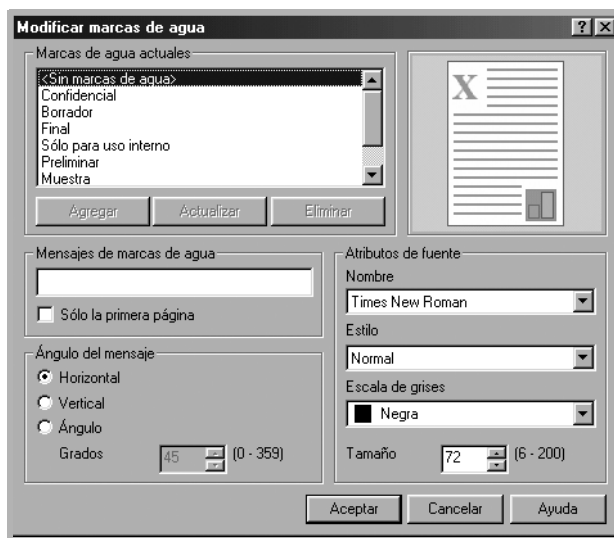 Modificar marcas de agua
Marcas de agua actuales
<Sin marcas de agua>
Confidencial
Borrador
Final
Sólo para uso interno
Preliminar
Muestra
Agregar Actualizar Eliminar
X
Mensajes de marcas de agua
Sólo la primera página
Ángulo del mensaje
Horizontal
Vertical
Ángulo
Grados 45 (0 - 359)
Atributos de fuente
Nombre
Times New Roman
Estilo
Normal
Escala de grises
Negra
Tamaño 72 (6 - 200)
Aceptar Cancelar Ayuda